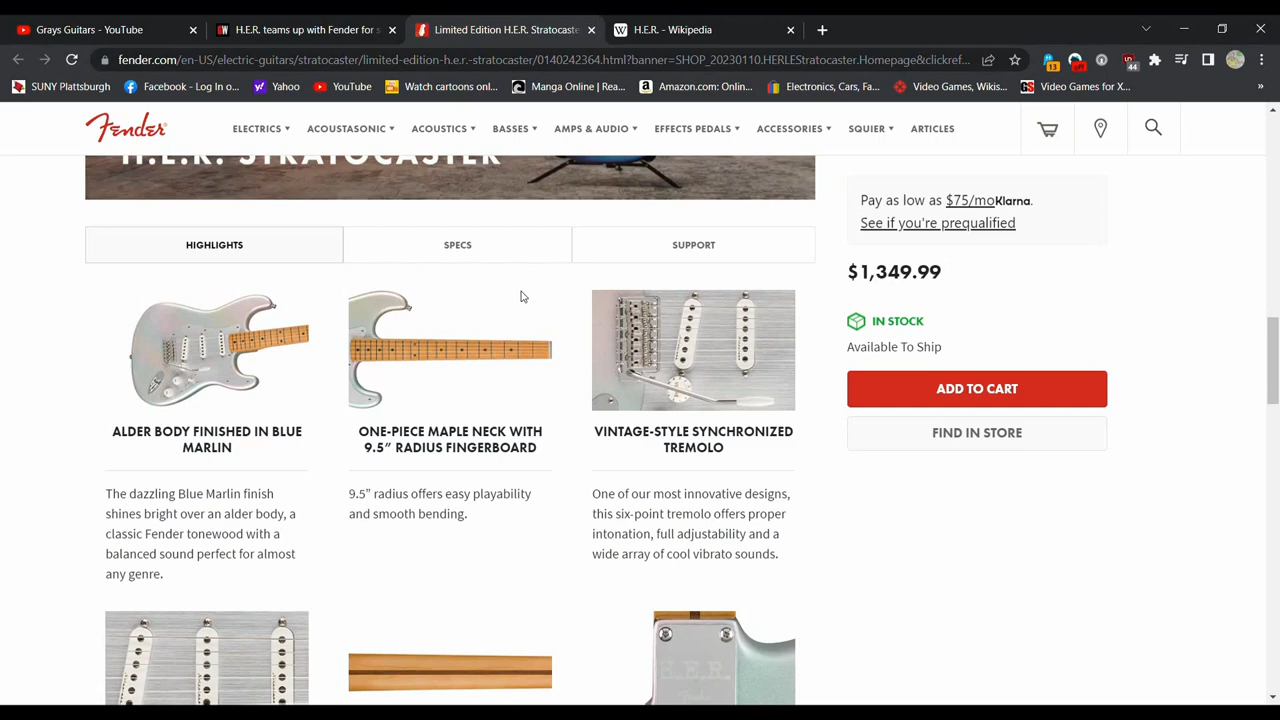 Grays Guitars - YouTube
H.E.R. teams up with Fender for s
Limited Edition H.E.R. Stratocaste
H.E.R. - Wikipedia
fender.com/en-US/electric-guitars/stratocaster/limited-edition-h.e.r.-stratocaster/0140242364.html?banner=SHOP_20230110.HERLEStratocaster.Homepage&clickref...
13
off
44
SUNY Plattsburgh
Facebook - Log In o...
Yahoo
YouTube
Watch cartoons onl...
Manga Online | Rea...
Amazon.com: Onlin...
Electronics, Cars, Fa...
Video Games, Wikis...
Video Games for X...
Fender
ELECTRICS
ACOUSTASONIC
ACOUSTICS
BASSES
AMPS & AUDIO
EFFECTS PEDALS
ACCESSORIES
SQUIER
ARTICLES
H.E.R. STRATOCASTER
HIGHLIGHTS
SPECS
SUPPORT
ALDER BODY FINISHED IN BLUE
MARLIN
The dazzling Blue Marlin finish
shines bright over an alder body, a
classic Fender tonewood with a
balanced sound perfect for almost
any genre.
ONE-PIECE MAPLE NECK WITH
9.5” RADIUS FINGERBOARD
9.5” radius offers easy playability
and smooth bending.
VINTAGE-STYLE SYNCHRONIZED
TREMOLO
One of our most innovative designs,
this six-point tremolo offers proper
intonation, full adjustability and a
wide array of cool vibrato sounds.
H.E.R.
Fender
Pay as low as $75/mo Klarna.
See if you're prequalified
$1,349.99
IN STOCK
Available To Ship
ADD TO CART
FIND IN STORE